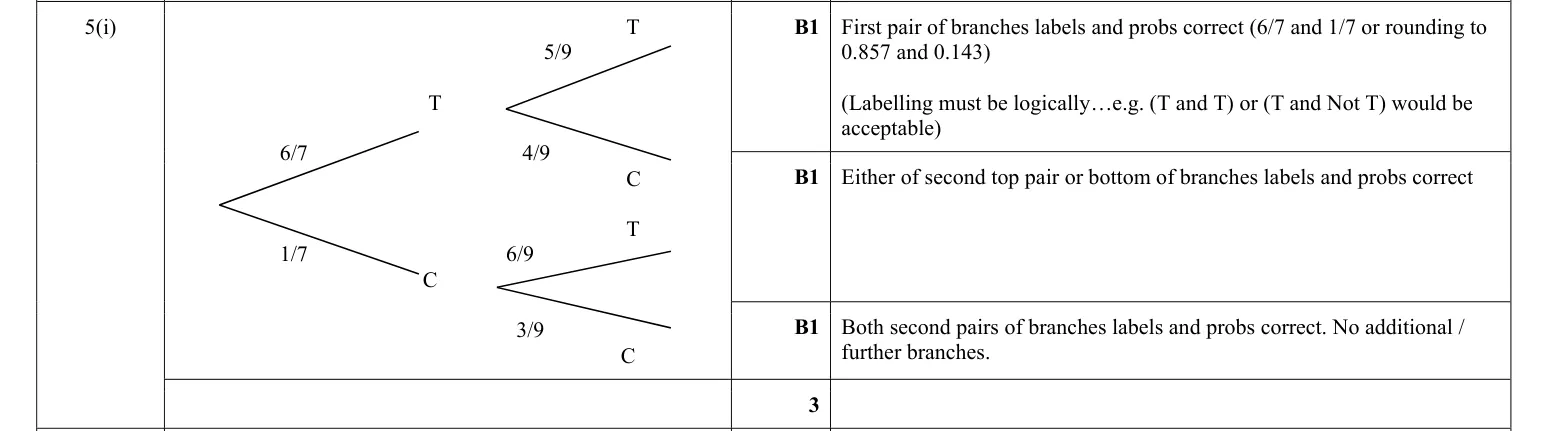 5(i)
T
5/9
T
6/7
4/9
C
T
1/7
6/9
C
3/9
C
B1
First pair of branches labels and probs correct (6/7 and 1/7 or rounding to
0.857 and 0.143)
(Labelling must be logically…e.g. (T and T) or (T and Not T) would be
acceptable)
B1
Either of second top pair or bottom of branches labels and probs correct
B1
Both second pairs of branches labels and probs correct. No additional /
further branches.
3